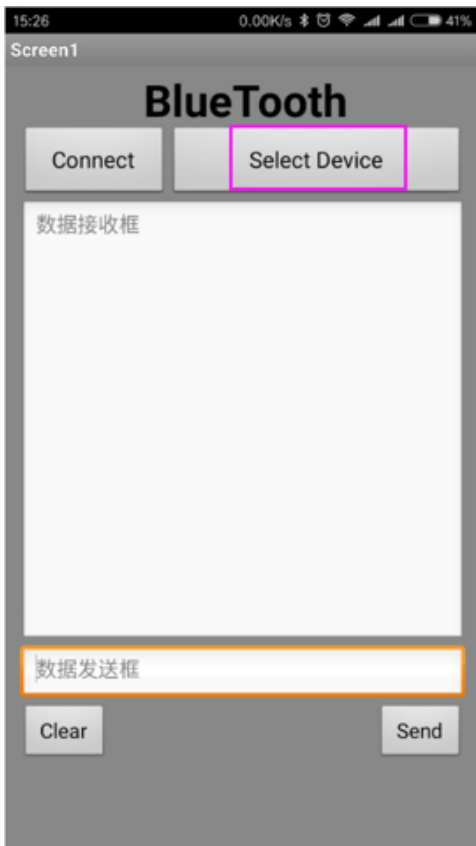 15:26 0.00K/s 41%
Screen1
BlueTooth
Connect Select Device
数据接收框
数据发送框
Clear Send